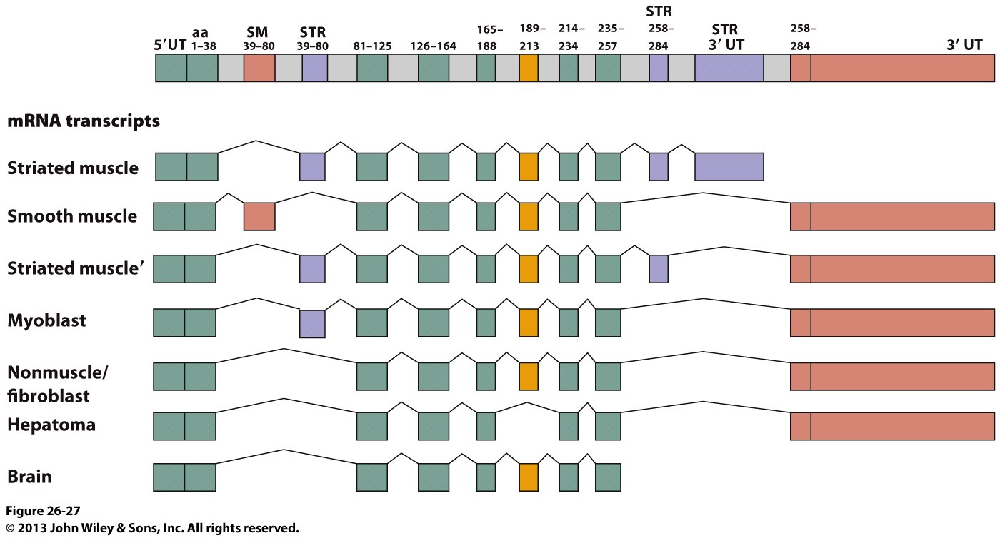 STR
aa SM STR 165– 189– 214– 235– 258– STR 258–
5′ UT 1–38 39–80 39–80 81–125 126–164 188 213 234 257 284 3′ UT 284 3′ UT
mRNA transcripts
Striated muscle
Smooth muscle
Striated muscle′
Myoblast
Nonmuscle/
fibroblast
Hepatoma
Brain
Figure 26-27
© 2013 John Wiley & Sons, Inc. All rights reserved.